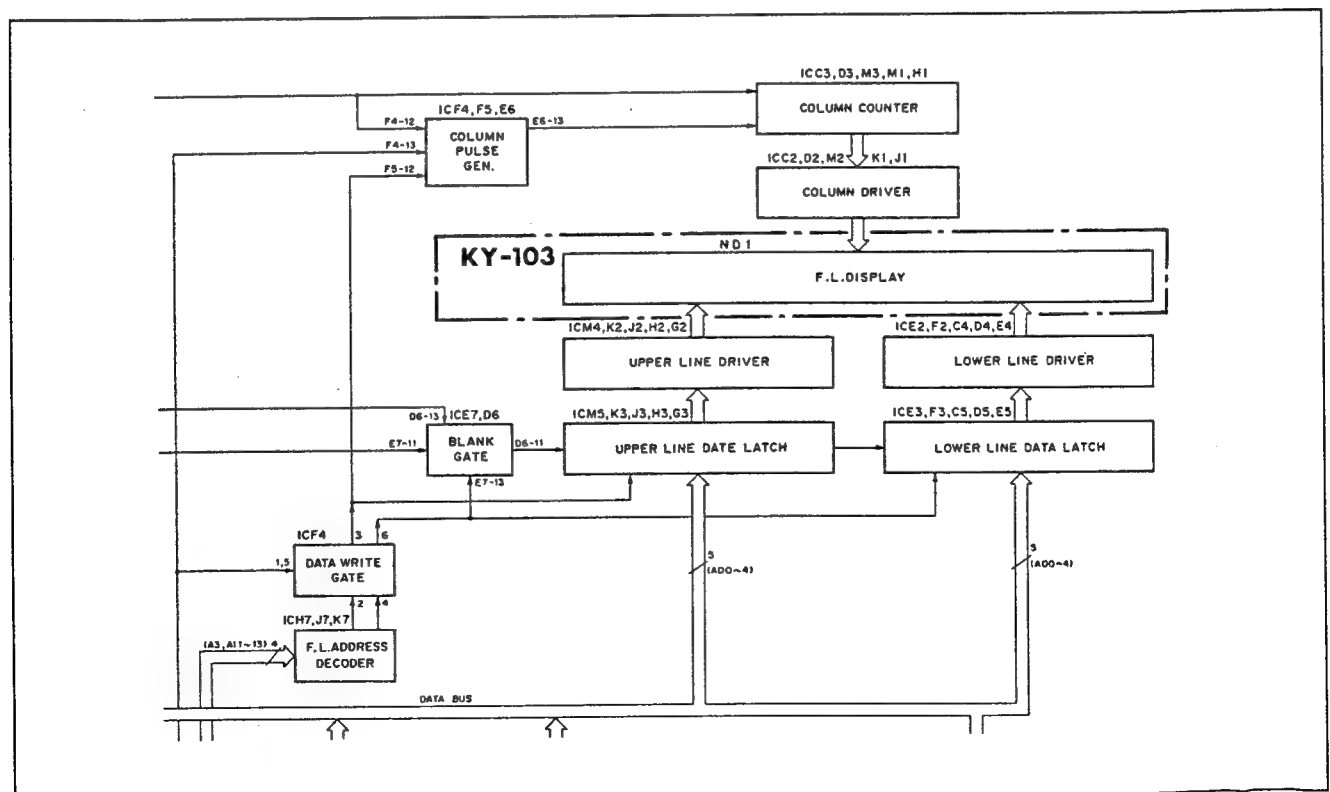 ICC3, D3, M3, M1, H1
COLUMN COUNTER
ICF4, F5, E6
F4-12
E6-13
COLUMN
PULSE
GEN.
F4-13
F5-12
ICC2, D2, M2 K1, J1
COLUMN DRIVER
KY-103
ND1
F.L.DISPLAY
ICM4, K2, J2, H2, G2
ICE2, F2, C4, D4, E4
UPPER LINE DRIVER
LOWER LINE DRIVER
D6-13
ICE7, D6
ICM5, K3, J3, H3, G3
ICE3, F3, C5, D5, E5
E7-11
BLANK
GATE
D6-11
UPPER LINE DATE LATCH
LOWER LINE DATA LATCH
E7-13
ICF4
3
6
1,5
DATA WRITE
GATE
5
(AD0~4)
5
(AD0~4)
2
4
ICH7, J7, K7
(A3, A11~13) 4
F.L.ADDRESS
DECODER
DATA BUS